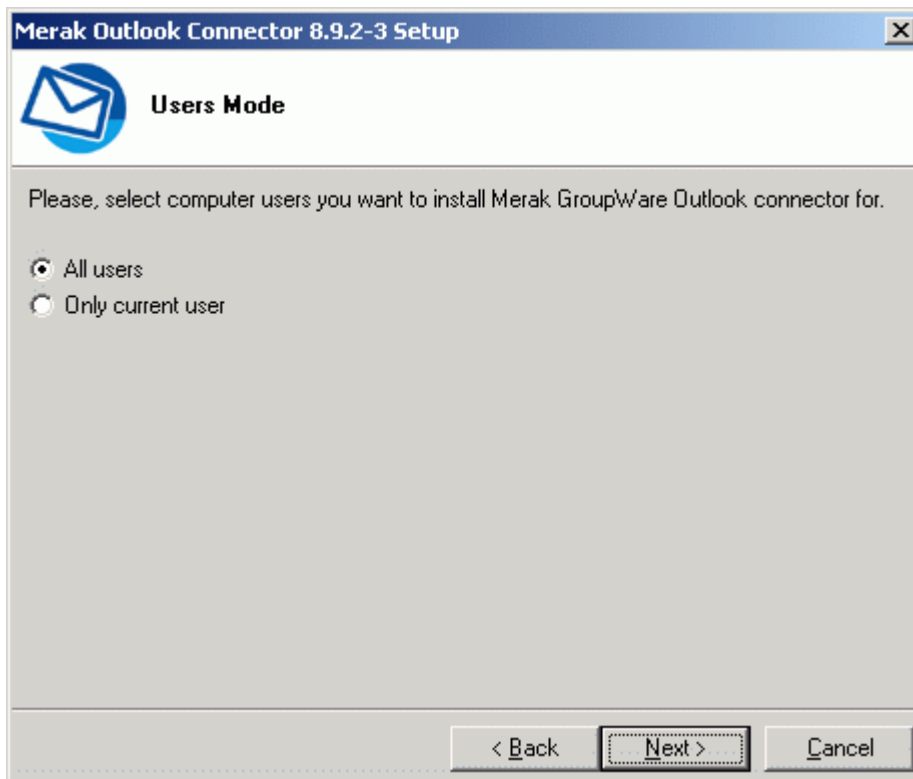 Merak Outlook Connector 8.9.2-3 Setup
Users Mode
Please, select computer users you want to install Merak GroupWare Outlook connector for.
All users
Only current user
< Back
Next >
Cancel